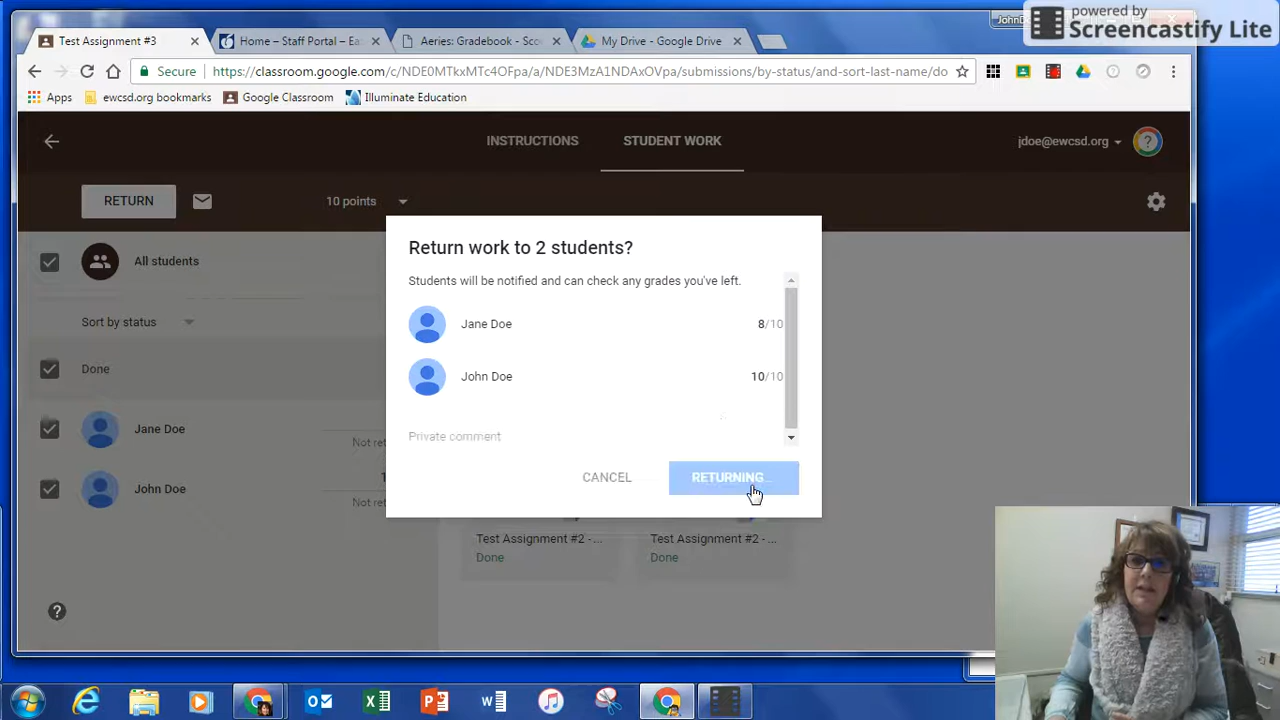 powered by
Screencastify Lite
Test Assignment #3
Home – Staff Portal – Ea
Aeries: Gradebook - Sco
My Drive - Google Drive
Secure
https://classroom.google.com/c/NDE0MTkxMTc4OFpa/a/NDE3MzA1NDAxOVpa/submissions/by-status/and-sort-last-name/do
Apps
ewcsd.org bookmarks
Google Classroom
Illuminate Education
INSTRUCTIONS
STUDENT WORK
jdoe@ewcsd.org
RETURN
10 points
All students
Sort by status
Done
Jane Doe
Not ret
John Doe
1
Not ret
Return work to 2 students?
Students will be notified and can check any grades you've left.
Jane Doe
8/10
John Doe
10/10
Private comment
CANCEL
RETURNING...
Test Assignment #2 - ...
Done
Test Assignment #2 - ...
Done